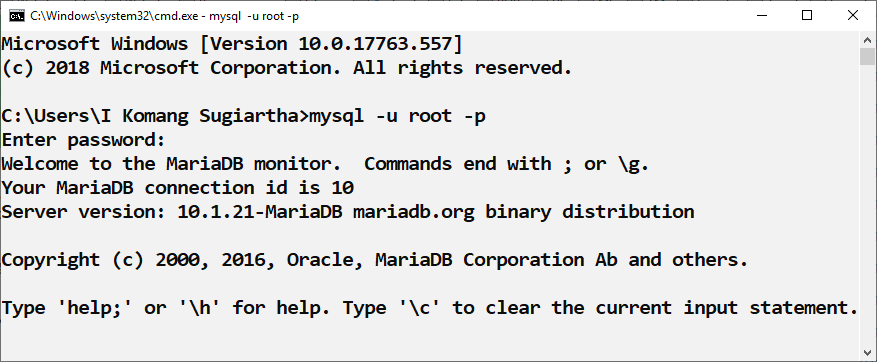 C:\Windows\system32\cmd.exe - mysql  -u root -p
Microsoft Windows [Version 10.0.17763.557]
(c) 2018 Microsoft Corporation. All rights reserved.
C:\Users\I Komang Sugiartha>mysql -u root -p
Enter password:
Welcome to the MariaDB monitor.  Commands end with ; or \g.
Your MariaDB connection id is 10
Server version: 10.1.21-MariaDB mariadb.org binary distribution
Copyright (c) 2000, 2016, Oracle, MariaDB Corporation Ab and others.
Type 'help;' or '\h' for help. Type '\c' to clear the current input statement.